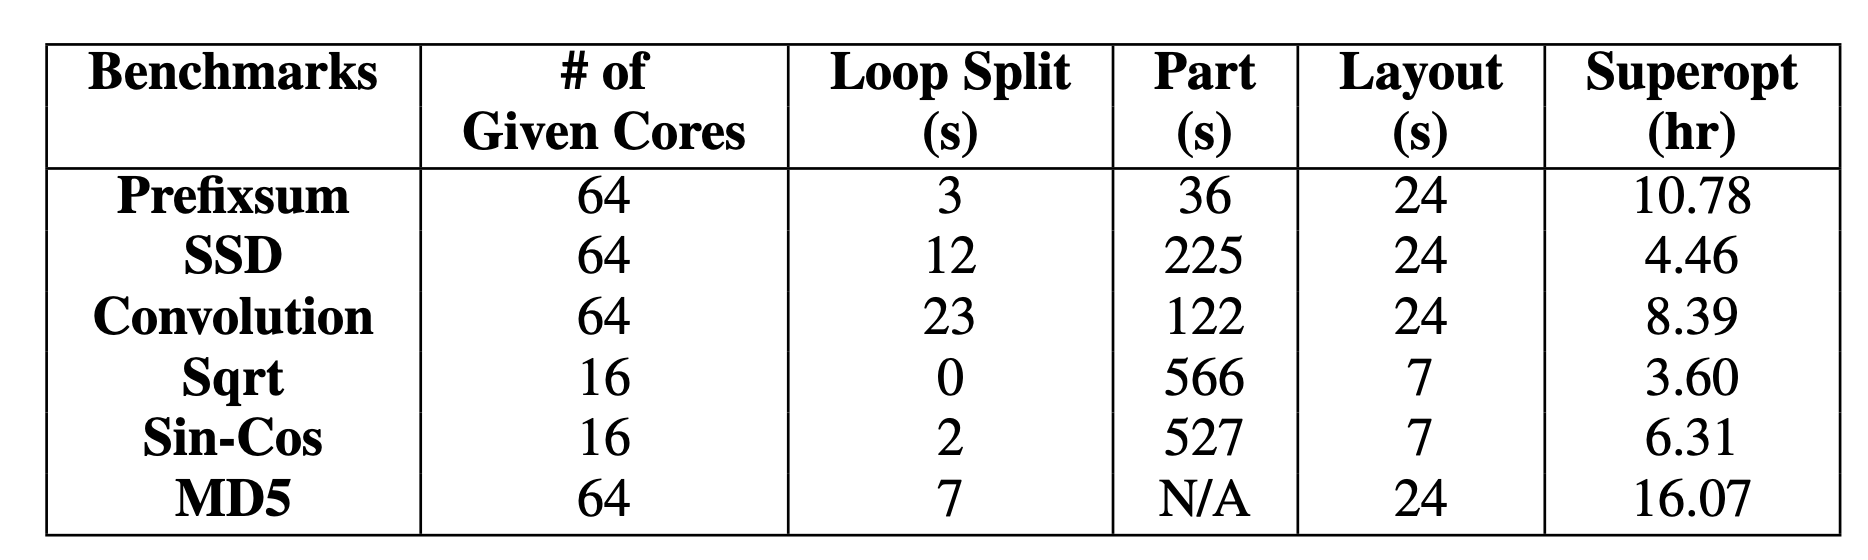 Benchmarks # of Loop Split Part Layout Superopt
Given Cores (s) (s) (s) (hr)
Prefixsum 64 3 36 24 10.78
SSD 64 12 225 24 4.46
Convolution 64 23 122 24 8.39
Sqrt 16 0 566 7 3.60
Sin-Cos 16 2 527 7 6.31
MD5 64 7 N/A 24 16.07